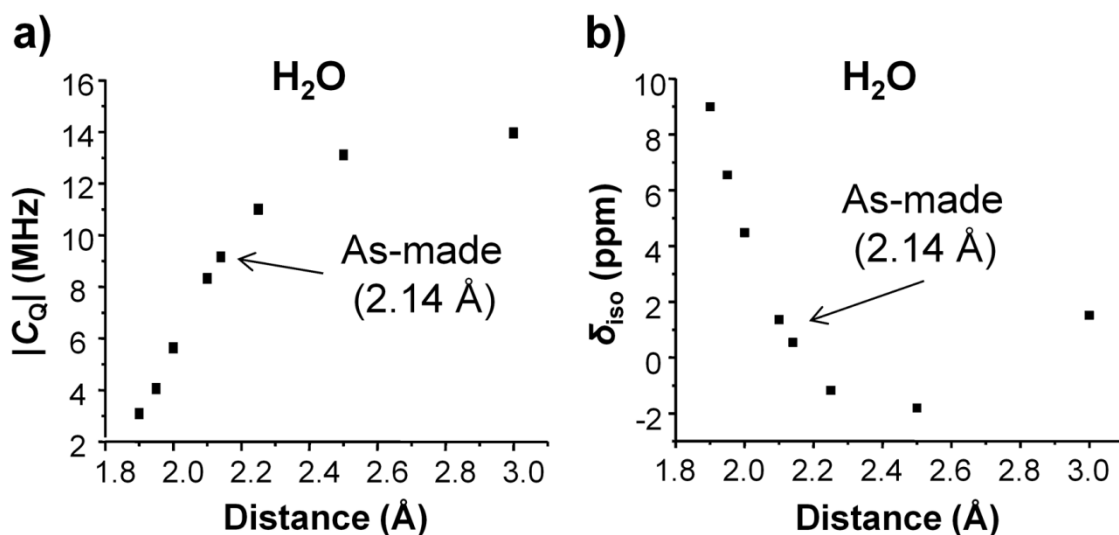 a)
H₂O
16
14
12
10
8
6
4
2
|C_Q| (MHz)
As-made
(2.14 Å)
1.8 2.0 2.2 2.4 2.6 2.8 3.0
Distance (Å)
b)
H₂O
10
8
6
4
2
0
-2
δ_iso (ppm)
As-made
(2.14 Å)
1.8 2.0 2.2 2.4 2.6 2.8 3.0
Distance (Å)